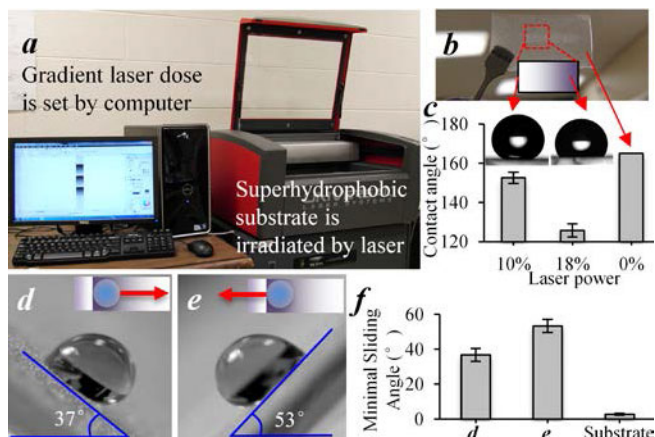 a
Gradient laser dose
is set by computer
Superhydrophobic
substrate is
irradiated by laser
b
c
Contact angle (°)
180
160
140
120
10%
18%
0%
Laser power
d
37°
e
53°
f
Minimal Sliding
Angle (°)
60
40
20
0
d
e
Substrate